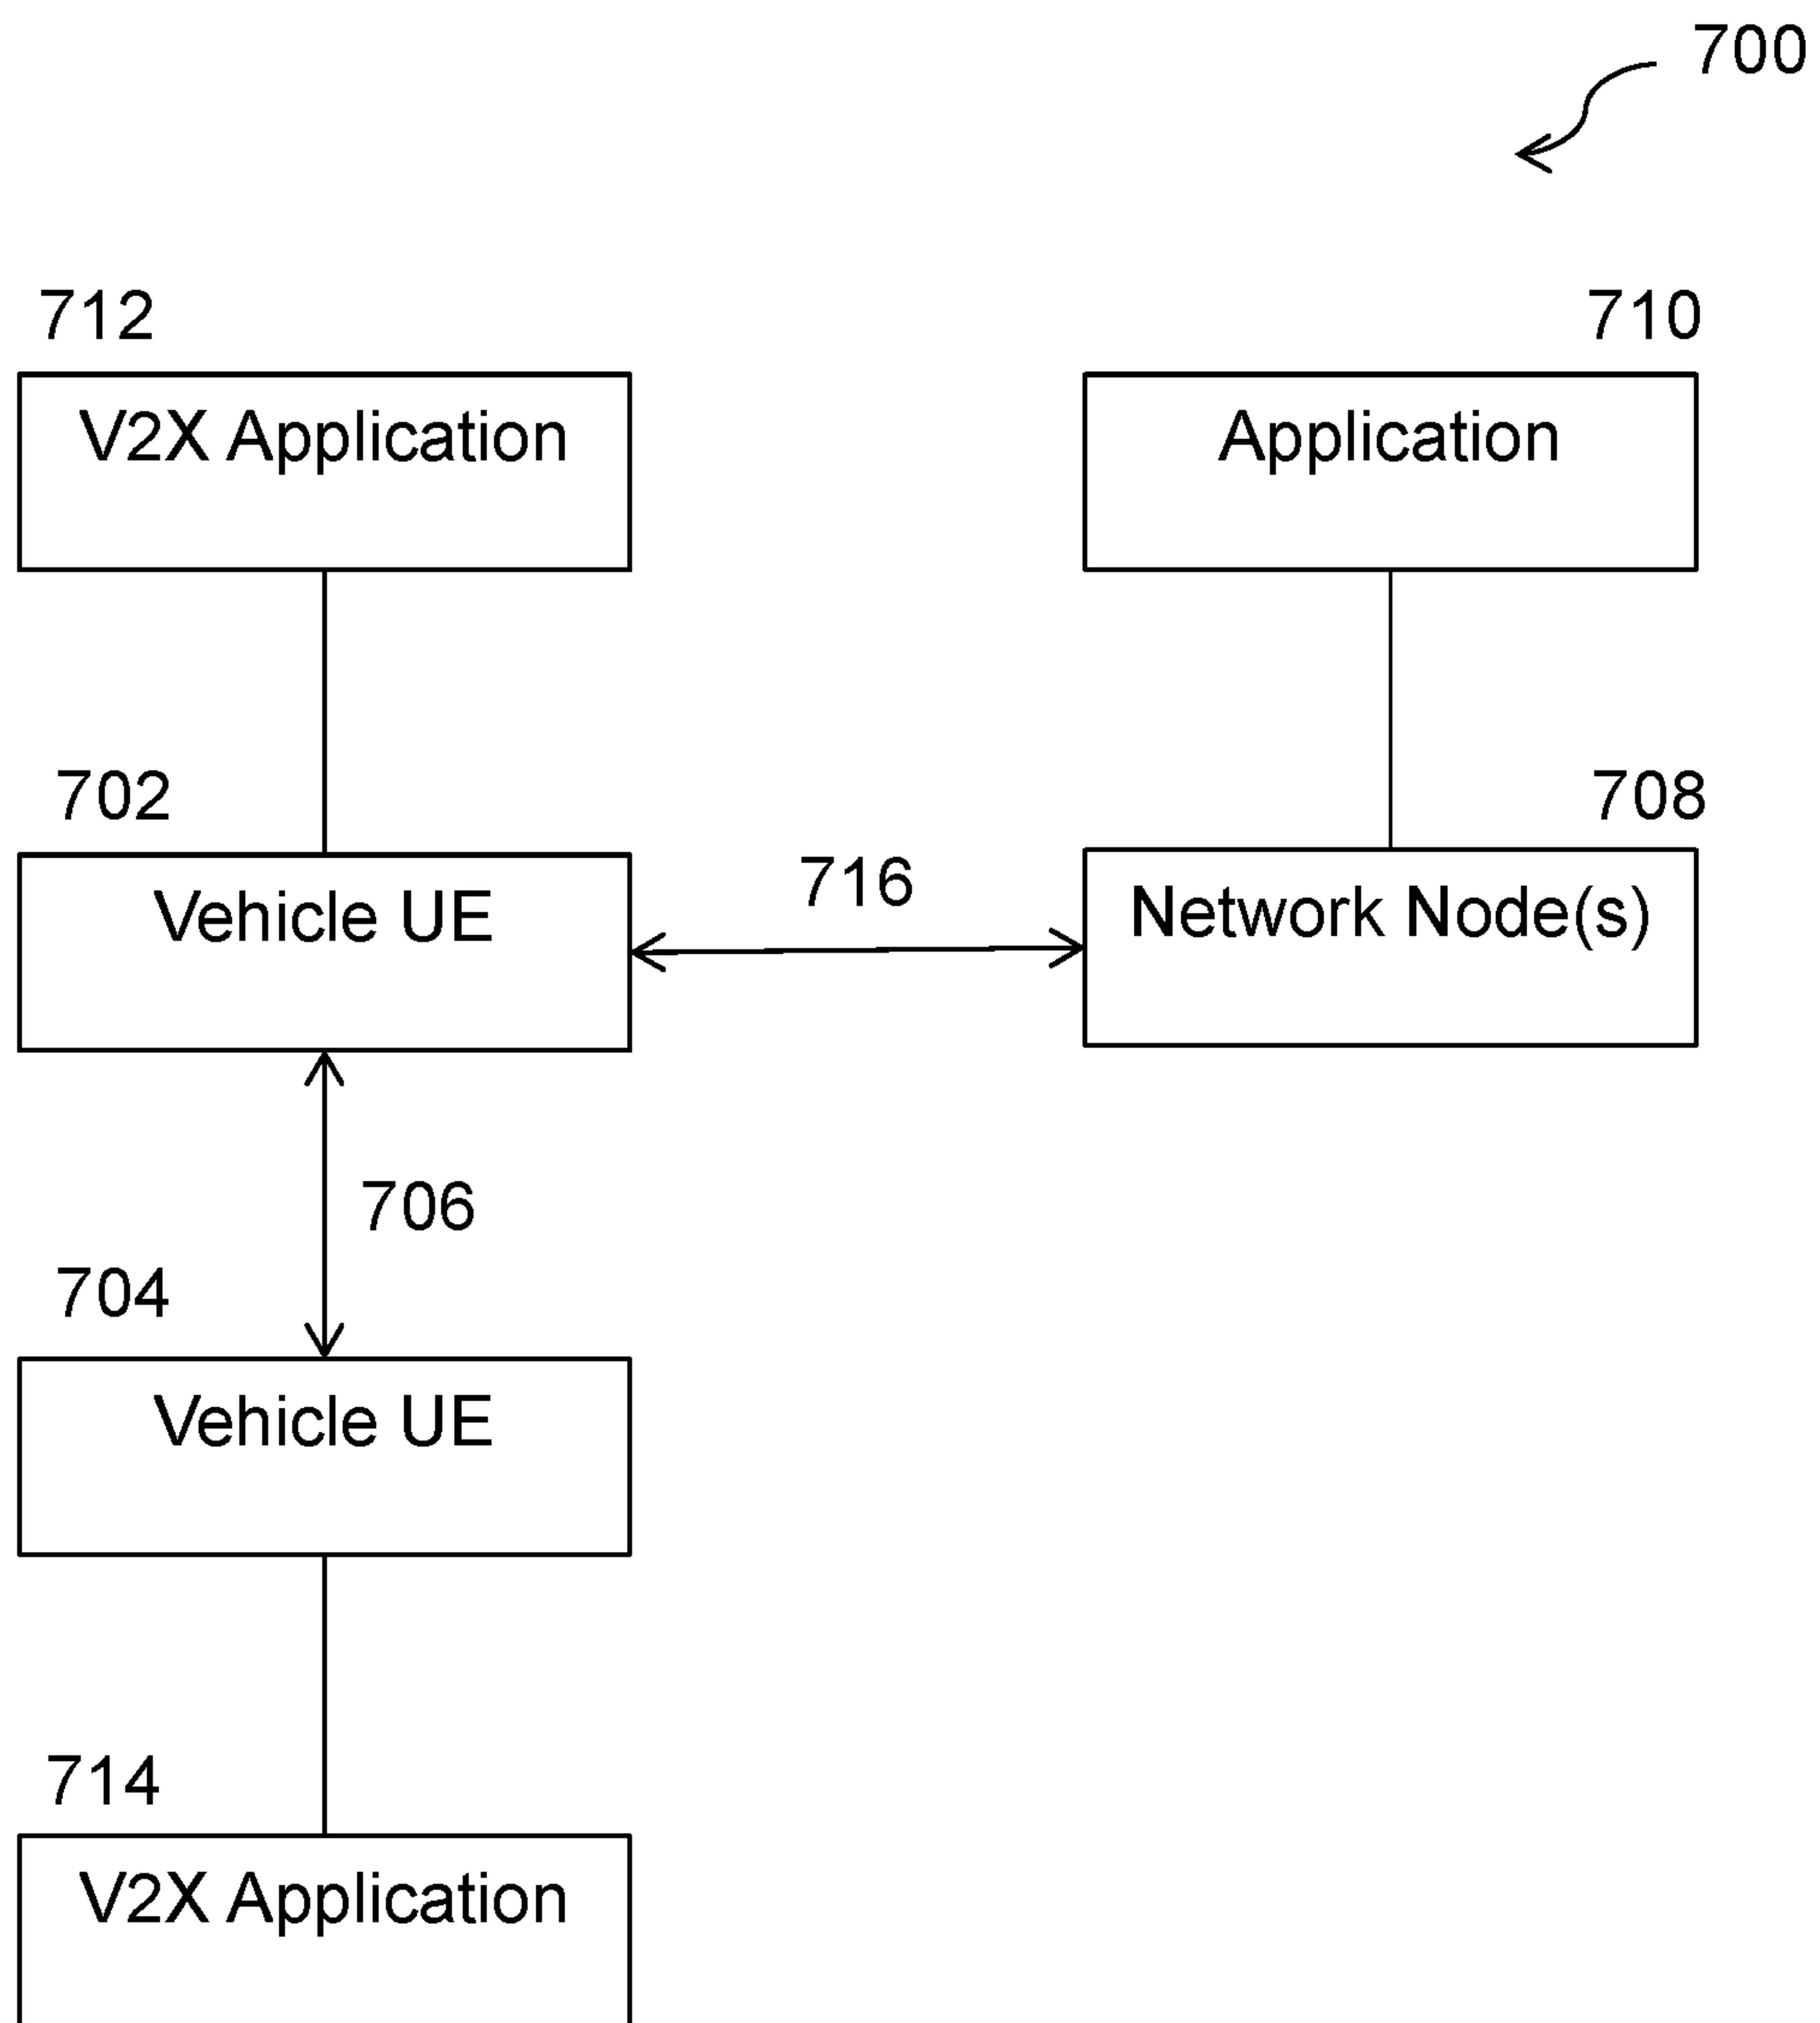 700
712
710
V2X Application
Application
702
708
Vehicle UE
716
Network Node(s)
706
704
Vehicle UE
714
V2X Application